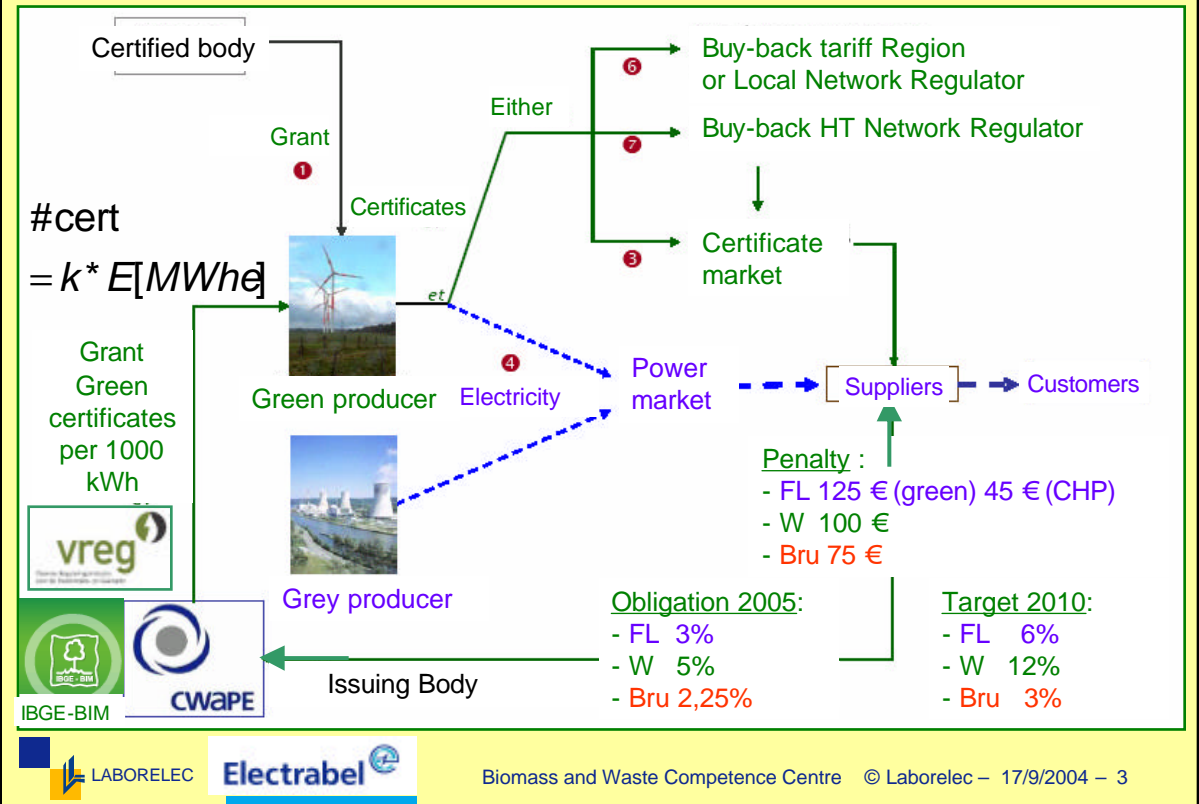 Certified body
Grant
❶
Certificates
Either
❻
Buy-back tariff Region
or Local Network Regulator
❼
Buy-back HT Network Regulator
❸
Certificate
market
#cert
= k* E[MWhe]
et
Grant
Green
certificates
per 1000
kWh
Green producer
❹
Electricity
Power
market
Suppliers
Customers
Penalty :
- FL 125 € (green) 45 € (CHP)
- W 100 €
- Bru 75 €
vreg
Grey producer
Obligation 2005:
- FL 3%
- W 5%
- Bru 2,25%
Target 2010:
- FL 6%
- W 12%
- Bru 3%
IBGE - BIM
IBGE-BIM
CWAPE
Issuing Body
LABORELEC
Electrabel
Biomass and Waste Competence Centre © Laborelec – 17/9/2004 – 3